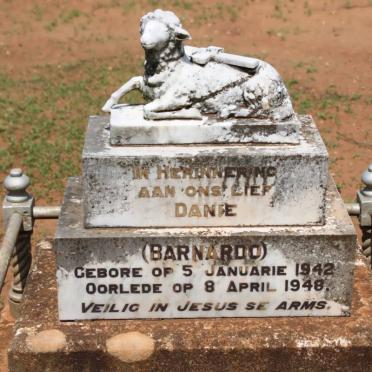 IN HERINNERING
AAN ONS LIEF
DANIE
(BARNARDO)
GEBORE OP 5 JANUARIE 1942
OORLEDE OP 8 APRIL 1948.
VEILIG IN JESUS SE ARMS.